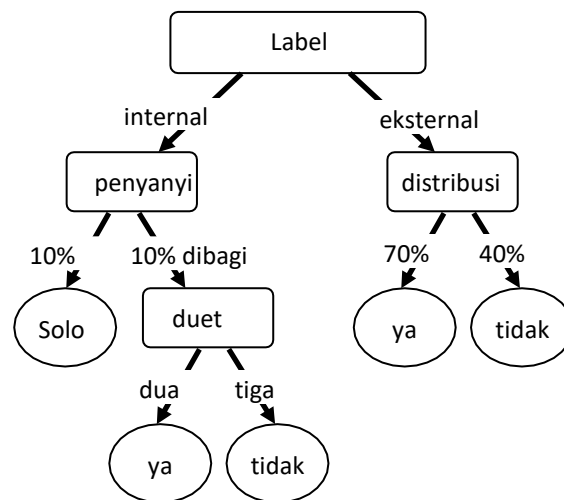 Label
internal
eksternal
penyanyi
distribusi
10%
10% dibagi
70%
40%
Solo
duet
ya
tidak
dua
tiga
ya
tidak